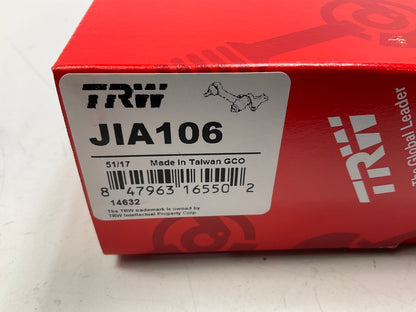 TRW
JIA106
51/17 Made in Taiwan GCO
8 47963 16550 2
14632
The TRW trademark is owned by
TRW Intellectual Property Corp.
TRW
the Global Leader